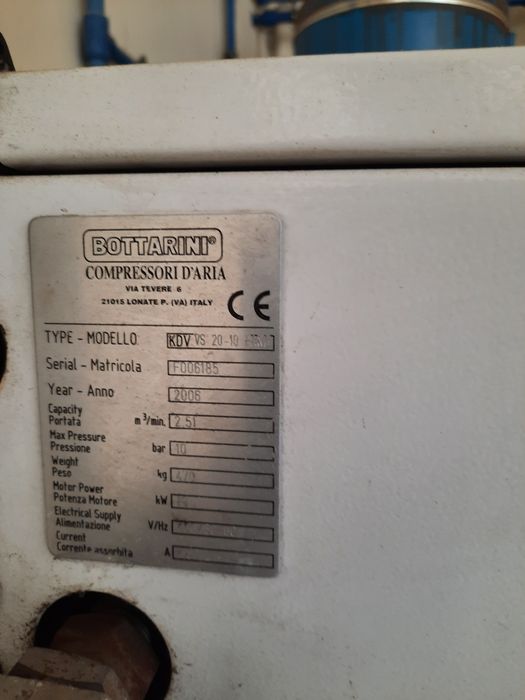 BOTTARINI®
COMPRESSORI D'ARIA
VIA TEVERE 6
21015 LONATE P. (VA) ITALY
CE
TYPE - MODELLO KDV VS 20-10
Serial - Matricola F006185
Year - Anno 2006
Capacity
Portata m³/min. 2.51
Max Pressure
Pressione bar 10
Weight
Peso kg
Motor Power
Potenza Motore kW
Electrical Supply
Alimentazione V/Hz
Current
Corrente assorbita A